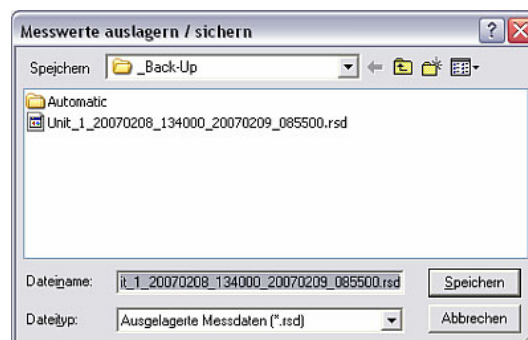 Messwerte auslagern / sichern
Speichern _Back-Up
Automatic
Unit_1_20070208_134000_20070209_085500.rsd
Dateiname: it_1_20070208_134000_20070209_085500.rsd Speichern
Dateityp: Ausgelagerte Messdaten (*.rsd) Abbrechen